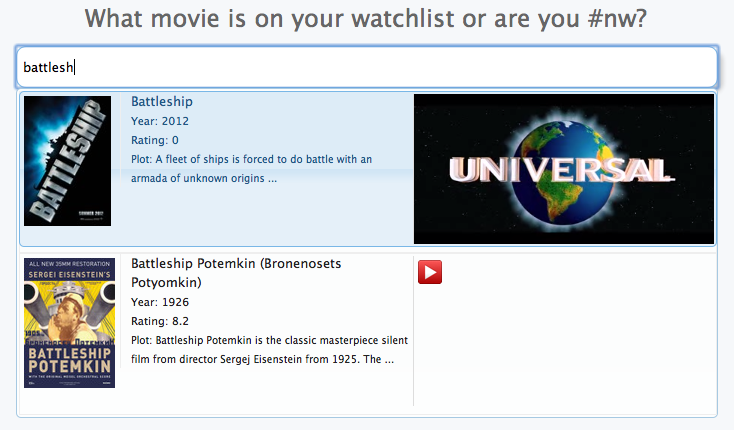 What movie is on your watchlist or are you #nw?
battlesh
BATTLESHIP
SUMMER 2012
Battleship
Year: 2012
Rating: 0
Plot: A fleet of ships is forced to do battle with an
armada of unknown origins ...
UNIVERSAL
ALL NEW 35MM RESTORATION
SERGEI EISENSTEIN'S
BATTLESHIP
POTEMKIN
WITH THE ORIGINAL MEISEL ORCHESTRAL SCORE
Battleship Potemkin (Bronenosets
Potyomkin)
Year: 1926
Rating: 8.2
Plot: Battleship Potemkin is the classic masterpiece silent
film from director Sergej Eisenstein from 1925. The ...